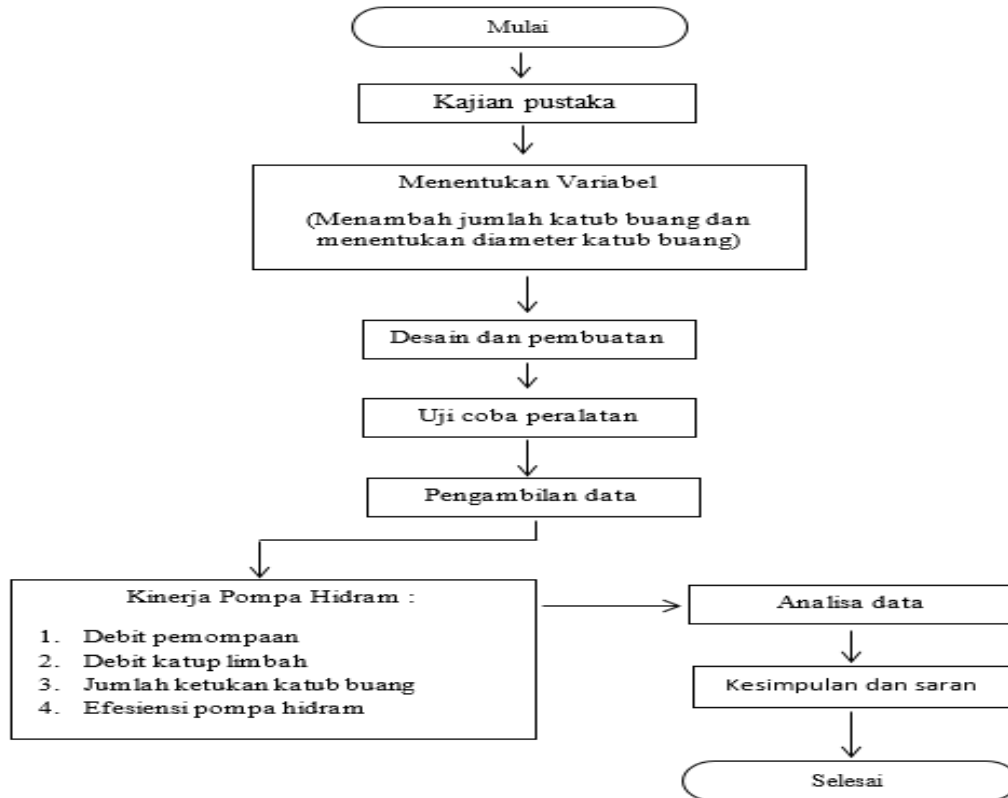 Mulai
Kajian pustaka
Menentukan Variabel
(Menambah jumlah katub buang dan
menentukan diameter katub buang)
Desain dan pembuatan
Uji coba peralatan
Pengambilan data
Kinerja Pompa Hidram :
1. Debit pemompaan
2. Debit katup limbah
3. Jumlah ketukan katub buang
4. Efesiensi pompa hidram
Analisa data
Kesimpulan dan saran
Selesai